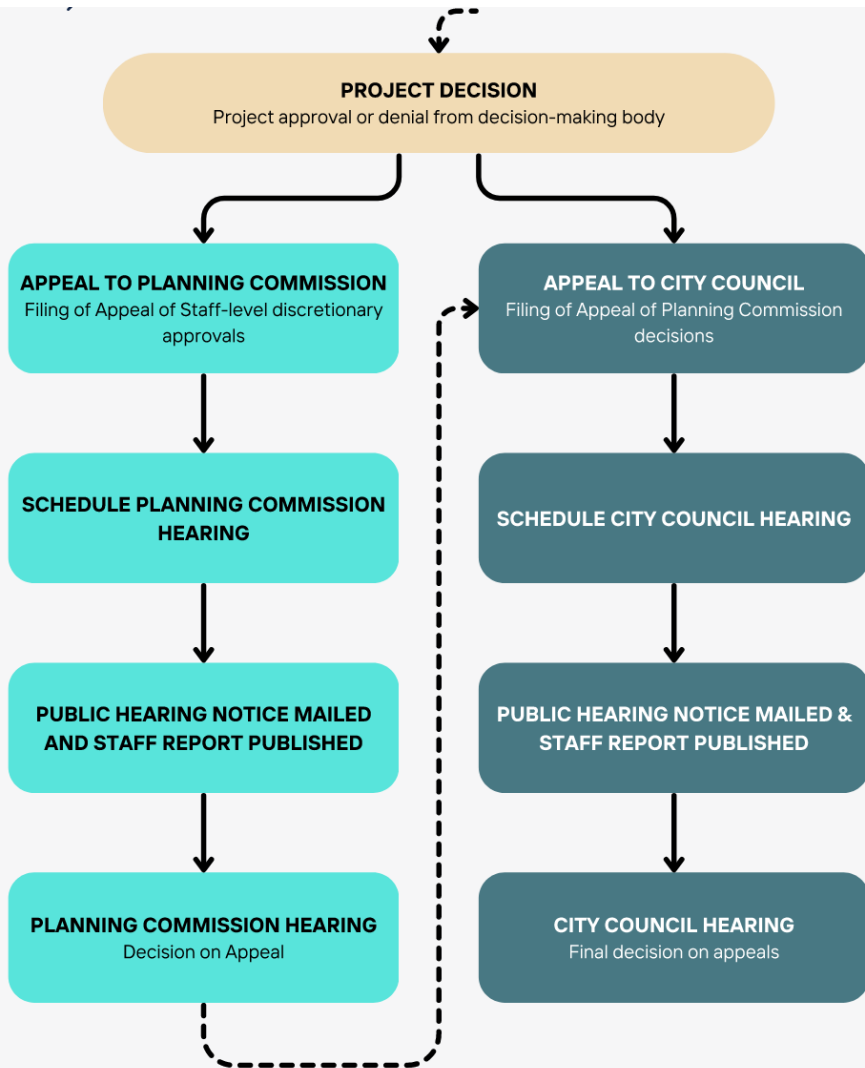 PROJECT DECISION
Project approval or denial from decision-making body
APPEAL TO PLANNING COMMISSION
Filing of Appeal of Staff-level discretionary
approvals
SCHEDULE PLANNING COMMISSION
HEARING
PUBLIC HEARING NOTICE MAILED
AND STAFF REPORT PUBLISHED
PLANNING COMMISSION HEARING
Decision on Appeal
APPEAL TO CITY COUNCIL
Filing of Appeal of Planning Commission
decisions
SCHEDULE CITY COUNCIL HEARING
PUBLIC HEARING NOTICE MAILED &
STAFF REPORT PUBLISHED
CITY COUNCIL HEARING
Final decision on appeals